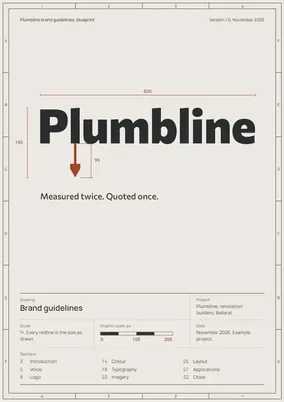 Plumbline brand guidelines, blueprint
Version 1.0, November 2026
600
Plumbline
195
95
Measured twice. Quoted once.
Drawing
Brand guidelines
Project
Plumbline, renovation
builders, Ballarat
Scale
1× Every redline is the size as
drawn.
Graphic scale, px
0 100 200
Date
November 2026. Example
project.
Sections
3 Introduction
5 Voice
8 Logo
14 Colour
18 Typography
22 Imagery
25 Layout
27 Applications
32 Close